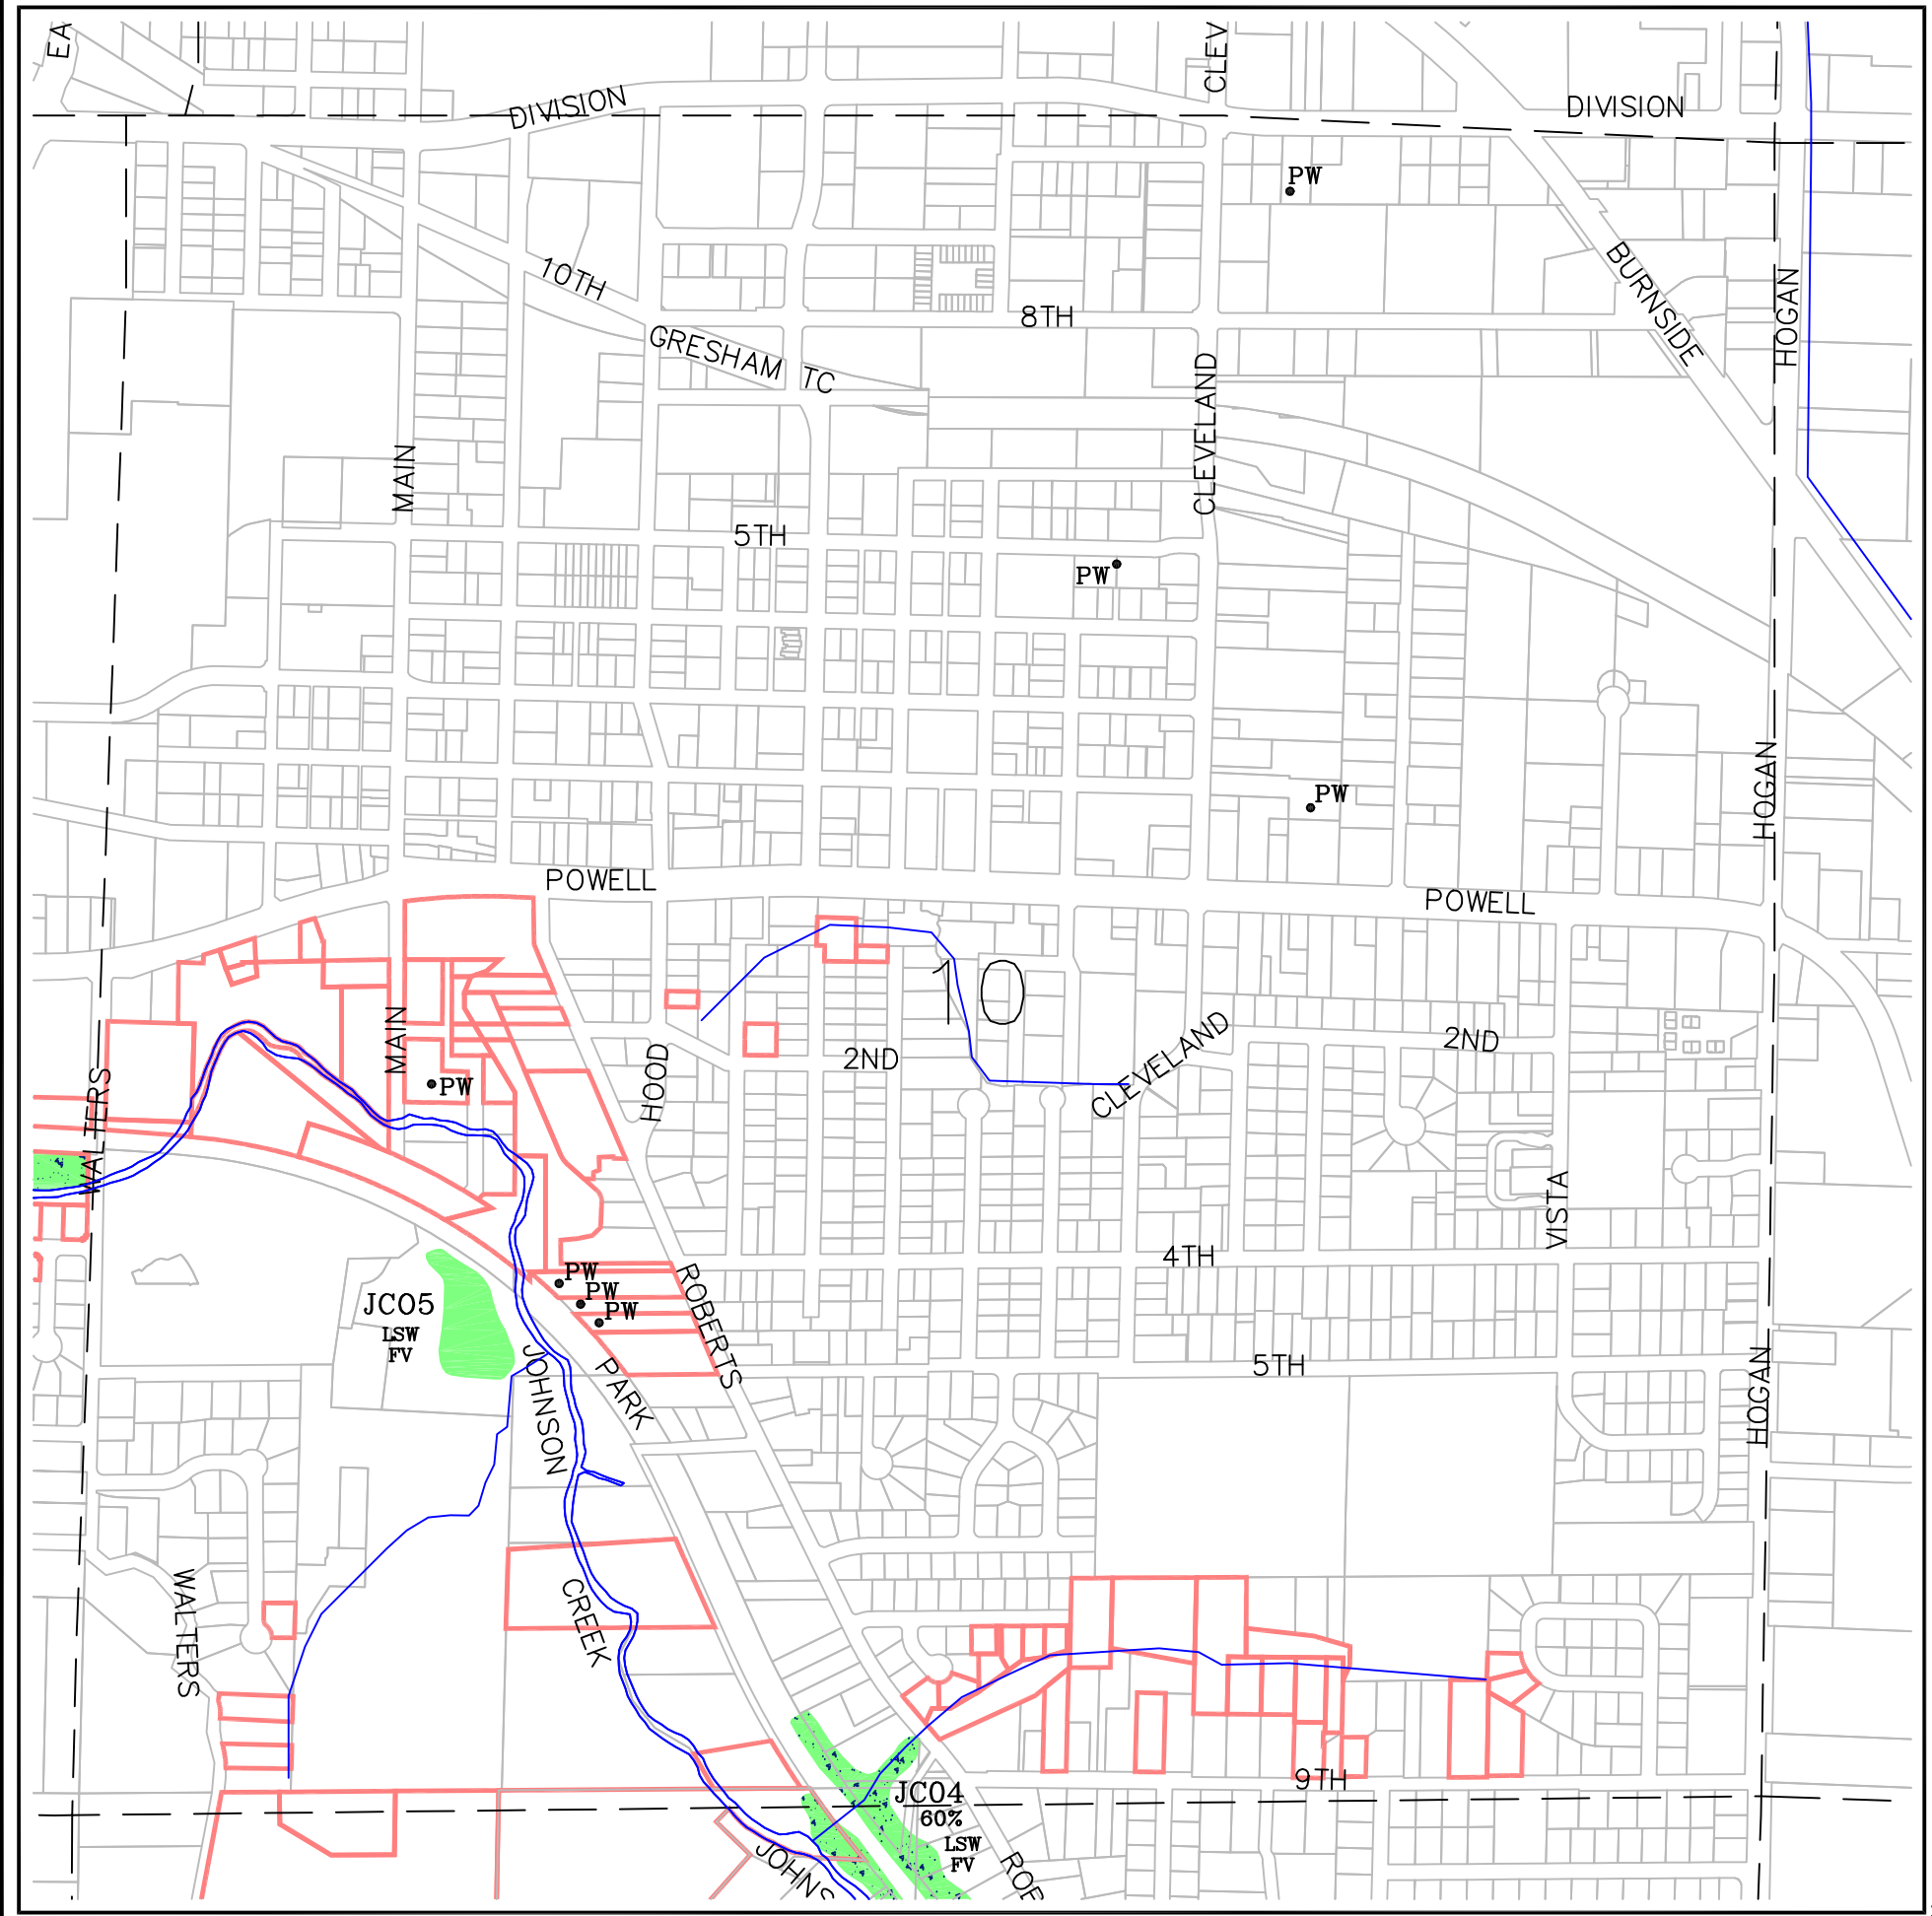 EA
CLEV
DIVISION
DIVISION
PW
BURNSIDE
HOGAN
10TH
8TH
GRESHAM TC
CLEVELAND
MAIN
5TH
PW
HOGAN
PW
POWELL
POWELL
10
MAIN
2ND
CLEVELAND
2ND
HOOD
WALTERS
PW
VISTA
4TH
PW
PW
PW
ROBERTS
JC05
LSW
FV
JOHNSON
PARK
5TH
HOGAN
WALTERS
CREEK
9TH
JC04
60%
LSW
FV
JOHNS
ROF